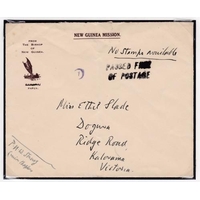 NEW GUINEA MISSION.
FROM
THE BISHOP
OF
NEW GUINEA
No stamps available
PASSED FREE
OF POSTAGE
Miss Ethel Slade
Dogura
Ridge Road
Kalorama
Victoria.